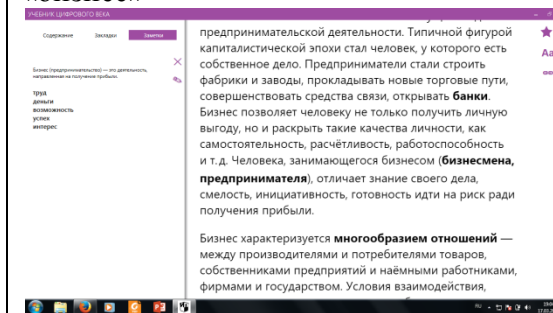 УЧЕБНИК ЦИФРОВОГО ВЕКА
Содержание Закладки Заметки
Бизнес (предпринимательство) — это деятельность,
направленная на получение прибыли.
труд
деньги
возможность
успех
интерес
предпринимательской деятельности. Типичной фигурой
капиталистической эпохи стал человек, у которого есть
собственное дело. Предприниматели стали строить
фабрики и заводы, прокладывать новые торговые пути,
совершенствовать средства связи, открывать банки.
Бизнес позволяет человеку не только получить личную
выгоду, но и раскрыть такие качества личности, как
самостоятельность, расчётливость, работоспособность
и т. д. Человека, занимающегося бизнесом (бизнесмена,
предпринимателя), отличает знание своего дела,
смелость, инициативность, готовность идти на риск ради
получения прибыли.
Бизнес характеризуется многообразием отношений —
между производителями и потребителями товаров,
собственниками предприятий и наёмными работниками,
фирмами и государством. Условия взаимодействия,
Аа
RU